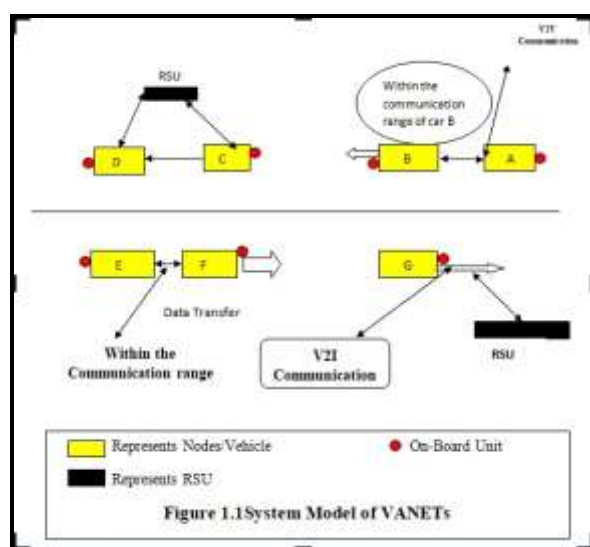 V2V
Communication
RSU
Within the
communication
range of car B
D
C
B
A
E
F
G
Data Transfer
Within the
Communication range
V2I
Communication
RSU
Represents Nodes/Vehicle
On-Board Unit
Represents RSU
Figure 1.1System Model of VANETs